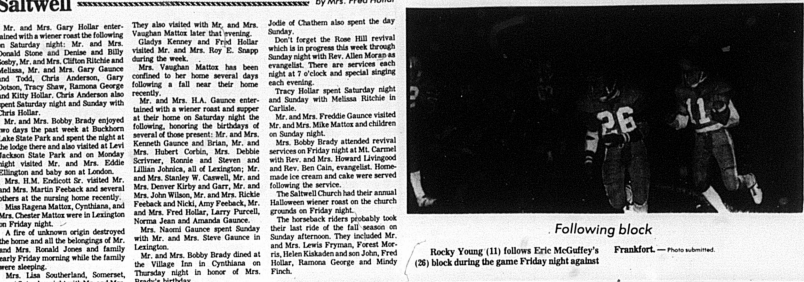 Saltwell
by Mrs. Fred Hollar
Mr. and Mrs. Gary Hollar enter-
tained with a wiener roast the following
on Saturday night: Mr. and Mrs.
Donald Stone and Denise and Billy
Mr. and Mrs. Clifton Ritchie and
Melissa, Mr. and Mrs. Gary Gaunce
and Todd, Chris Anderson, Gary
Dotson, Tracy Shaw, Ramona George
and Kitty Hollar. Chris Anderson also
spent Saturday night and Sunday with
Chris Hollar.
Mr. and Mrs. Bobby Brady enjoyed
two days the past week at Buckhorn
Lake State Park and spent the night at
the lodge there and also visited at Levi
Jackson State Park and on Monday
night visited Mr. and Mrs. Eddie
Ellington and baby son at London.
Mrs. H.M. Endicott Sr. visited Mr.
and Mrs. Martin Feeback and several
others at the nursing home recently.
Miss Ragena Mattox, Cynthiana, and
Mrs. Chester Mattox were in Lexington
on Friday night.
A fire of unknown origin destroyed
the home and all the belongings of Mr.
and Mrs. Ronald Jones and family
early Friday morning while the family
were sleeping.
Mrs. Lisa Southerland, Somerset,
They also visited with Mr. and Mrs.
Vaughan Mattox later that evening.
Gladys Kenney and Fred Hollar
visited Mr. and Mrs. Roy E. Snapp
during the week.
Mrs. Vaughan Mattox has been
confined to her home several days
following a fall near their home
recently.
Mr. and Mrs. H.A. Gaunce enter-
tained with a wiener roast and supper
at their home on Saturday night the
following, honoring the birthdays of
several of those present: Mr. and Mrs.
Kenneth Gaunce and Brian, Mr. and
Mrs. Hubert Corbin, Mrs. Debbie
Scrivner, Ronnie and Steven and
Lillian Johnica, all of Lexington; Mr.
and Mrs. Stanley W. Caswell, Mr. and
Mrs. Denver Kirby and Garr, Mr. and
Mrs. John Wilson, Mr. and Mrs. Rickie
Feeback and Nicki, Amy Feeback, Mr.
and Mrs. Fred Hollar, Larry Purcell,
Norma Jean and Amanda Gaunce.
Mrs. Naomi Gaunce spent Sunday
with Mr. and Mrs. Steve Gaunce in
Lexington.
Mr. and Mrs. Bobby Brady dined at
the Village Inn in Cynthiana on
Thursday night in honor of Mrs.
Brady's birthday.
Jodie of Chathem also spent the day
Sunday.
Don't forget the Rose Hill revival
which is in progress this week through
Sunday night with Rev. Allen Moran as
evangelist. There are services each
night at 7 o'clock and special singing
each evening.
Tracy Hollar spent Saturday night
and Sunday with Melissa Ritchie in
Carlisle.
Mr. and Mrs. Freddie Gaunce visited
Mr. and Mrs. Mike Mattox and children
on Sunday night.
Mrs. Bobby Brady attended revival
services on Friday night at Mt. Carmel
with Rev. and Mrs. Howard Livingood
and Rev. Ben Cain, evangelist. Home-
made ice cream and cake were served
following the service.
The Saltwell Church had their annual
Halloween wiener roast on the church
grounds on Friday night.
The horseback riders probably took
their last ride of the fall season on
Sunday afternoon. They included Mr.
and Mrs. Lewis Fryman, Forest Mor-
ris, Helen Kiskaden and son John, Fred
Hollar, Ramona George and Mindy
Finch.
26
11
Following block
Rocky Young (11) follows Eric McGuffey's
(26) block during the game Friday night against
Frankfort. — Photo submitted.